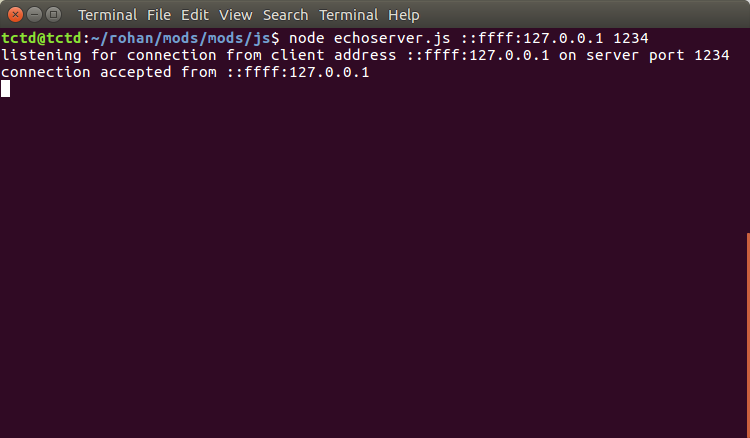 Terminal File Edit View Search Terminal Help
tctd@tctd:~/rohan/mods/mods/js$ node echoserver.js ::ffff:127.0.0.1 1234
listening for connection from client address ::ffff:127.0.0.1 on server port 1234
connection accepted from ::ffff:127.0.0.1